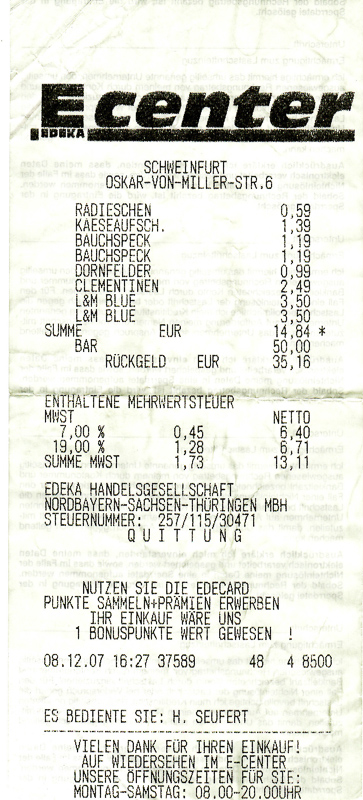 E center
EDEKA
SCHWEINFURT
OSKAR-VON-MILLER-STR.6
RADIESCHEN 0,59
KAESEAUFSCH. 1,39
BAUCHSPECK 1,19
BAUCHSPECK 1,19
DORNFELDER 0,99
CLEMENTINEN 2,49
L&M BLUE 3,50
L&M BLUE 3,50
SUMME EUR 14,84 *
BAR 50,00
RÜCKGELD EUR 35,16
ENTHALTENE MEHRWERTSTEUER
MWST NETTO
7,00 % 0,45 6,40
19,00 % 1,28 6,71
SUMME MWST 1,73 13,11
EDEKA HANDELSGESELLSCHAFT
NORDBAYERN-SACHSEN-THÜRINGEN MBH
STEUERNUMMER: 257/115/30471
Q U I T T U N G
NUTZEN SIE DIE EDECARD
PUNKTE SAMMELN+PRÄMIEN ERWERBEN
IHR EINKAUF WÄRE UNS
1 BONUSPUNKTE WERT GEWESEN !
08.12.07 16:27 37589 48 4 8500
ES BEDIENTE SIE: H. SEUFERT
VIELEN DANK FÜR IHREN EINKAUF!
AUF WIEDERSEHEN IM E-CENTER
UNSERE ÖFFNUNGSZEITEN FÜR SIE:
MONTAG-SAMSTAG: 08.00-20.00UHR